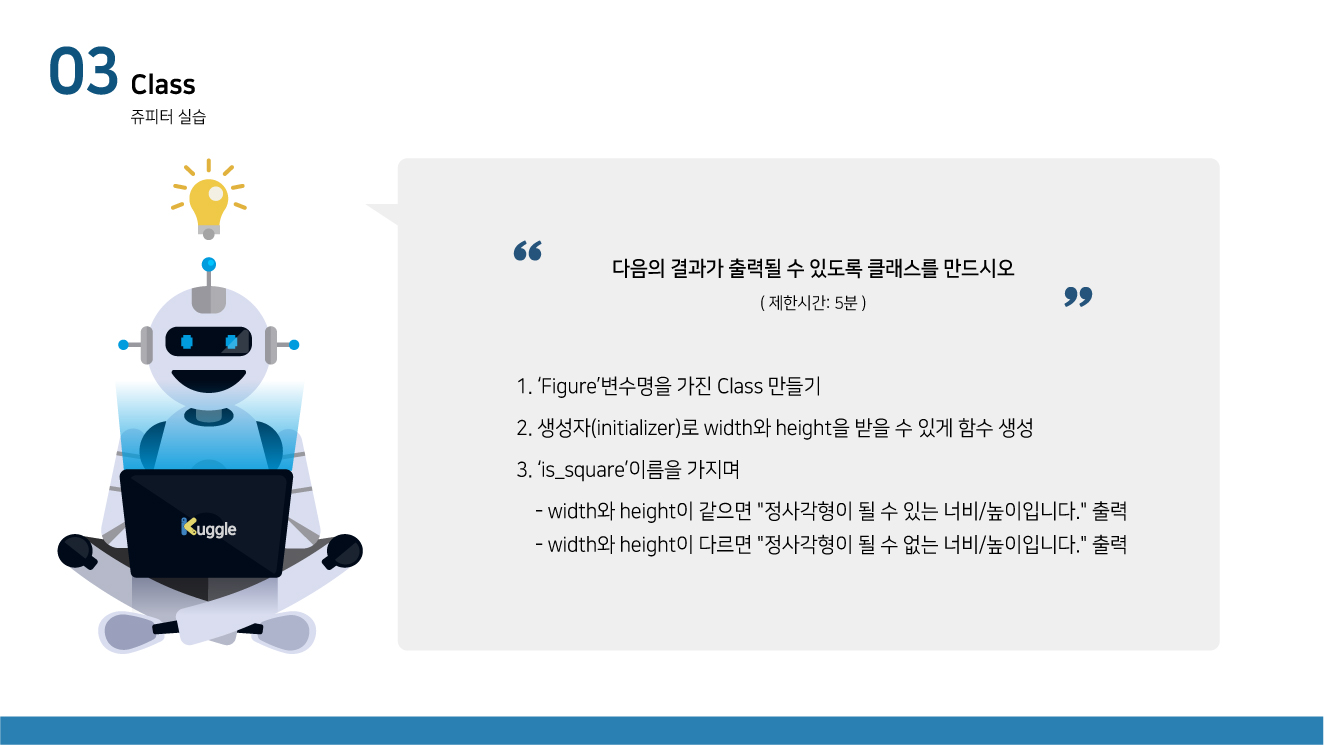 03 Class
쥬피터 실습
“ 다음의 결과가 출력될 수 있도록 클래스를 만드시오
( 제한시간: 5분 ) ”
1. ‘Figure’변수명을 가진 Class 만들기
2. 생성자(initializer)로 width와 height을 받을 수 있게 함수 생성
3. ‘is_square’이름을 가지며
- width와 height이 같으면 "정사각형이 될 수 있는 너비/높이입니다." 출력
- width와 height이 다르면 "정사각형이 될 수 없는 너비/높이입니다." 출력
Kuggle